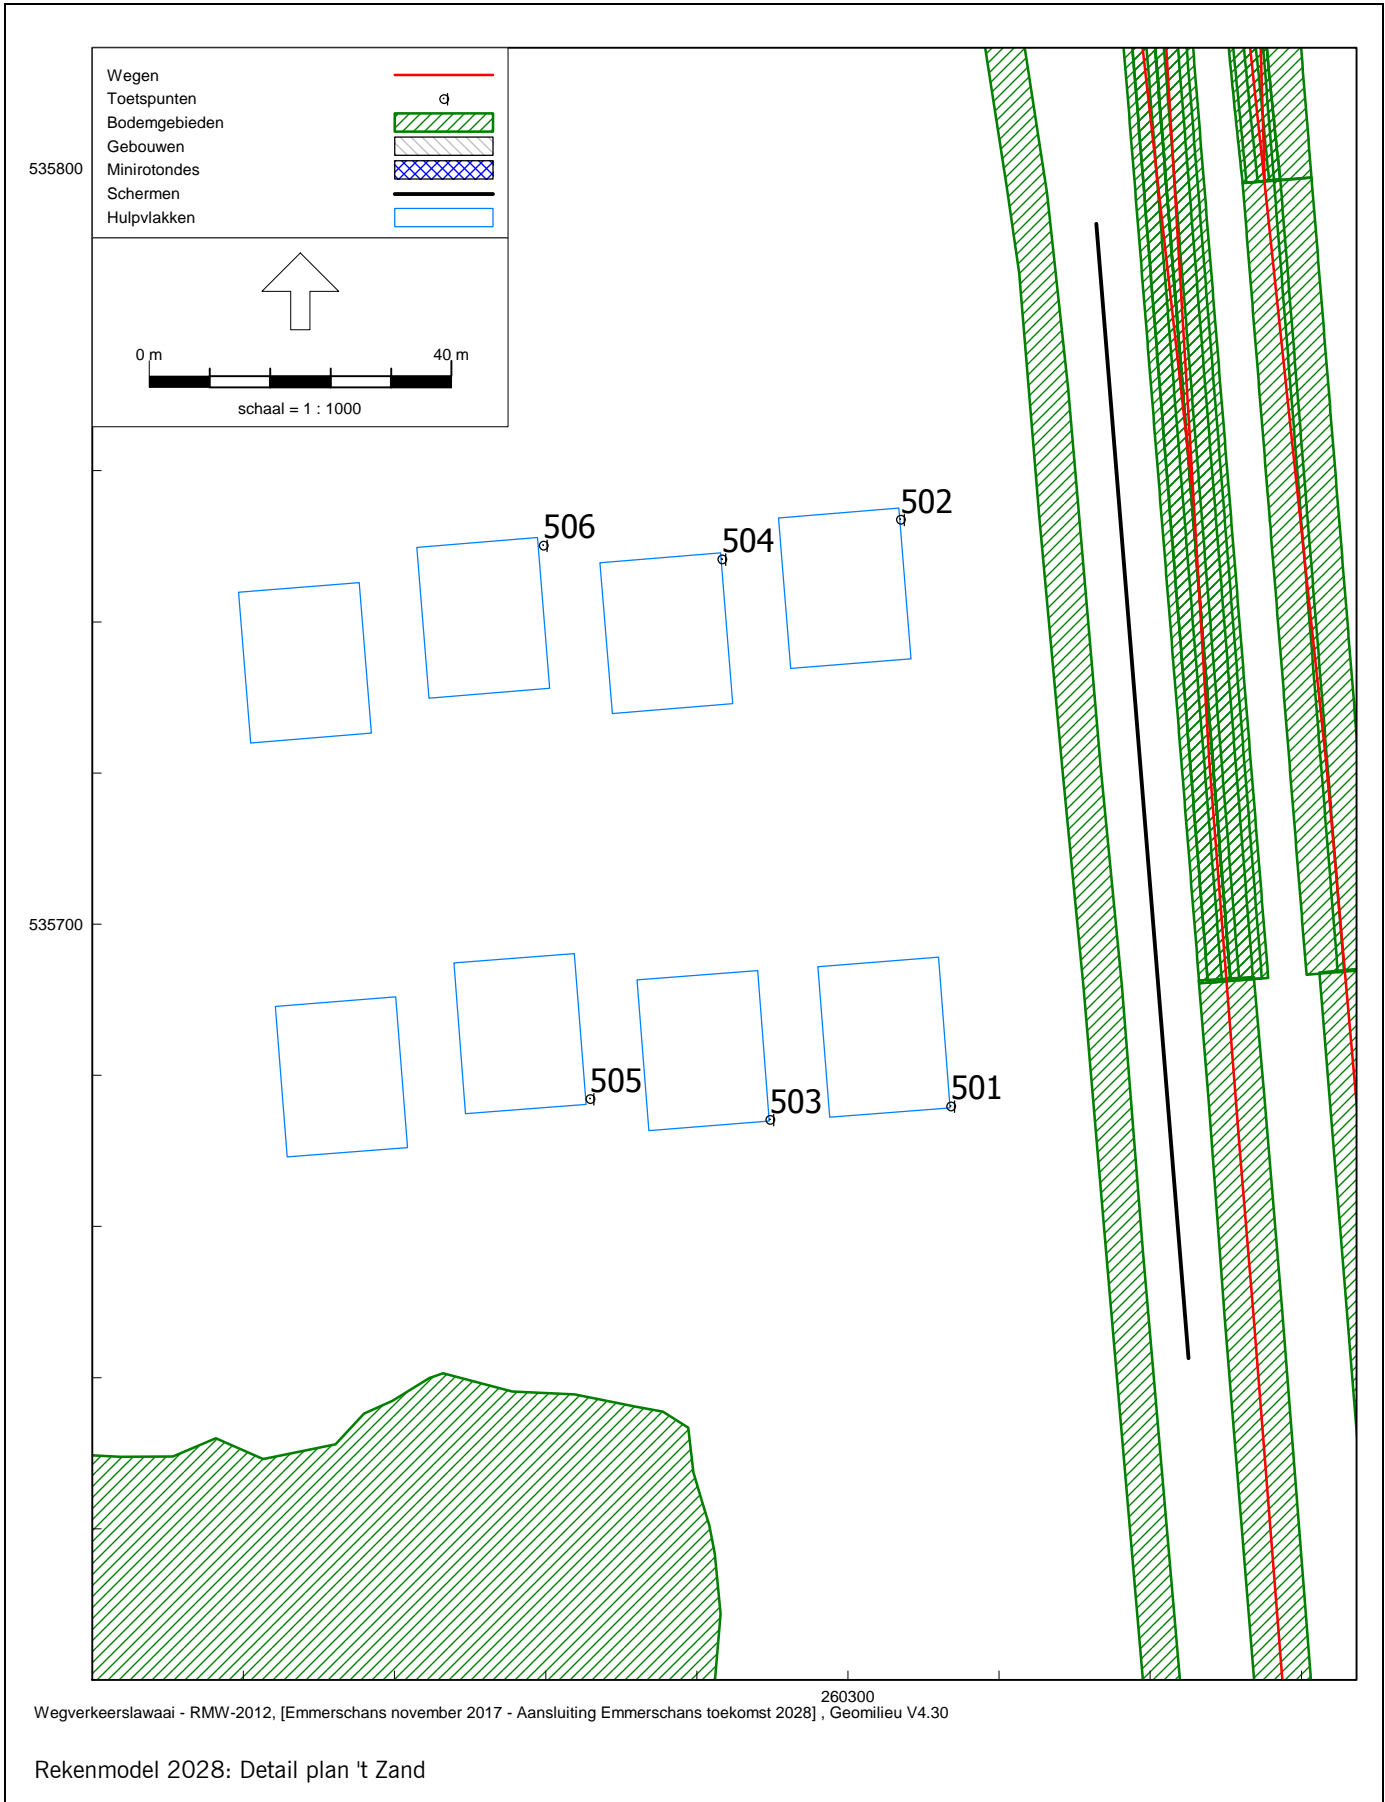 Wegen
Toetspunten
Bodemgebieden
Gebouwen
Minirotondes
Schermen
Hulpvlakken
535800
0 m 40 m
schaal = 1 : 1000
502
506
504
535700
505
503
501
260300
Wegverkeerslawaai - RMW-2012, [Emmerschans november 2017 - Aansluiting Emmerschans toekomst 2028] , Geomilieu V4.30
Rekenmodel 2028: Detail plan 't Zand